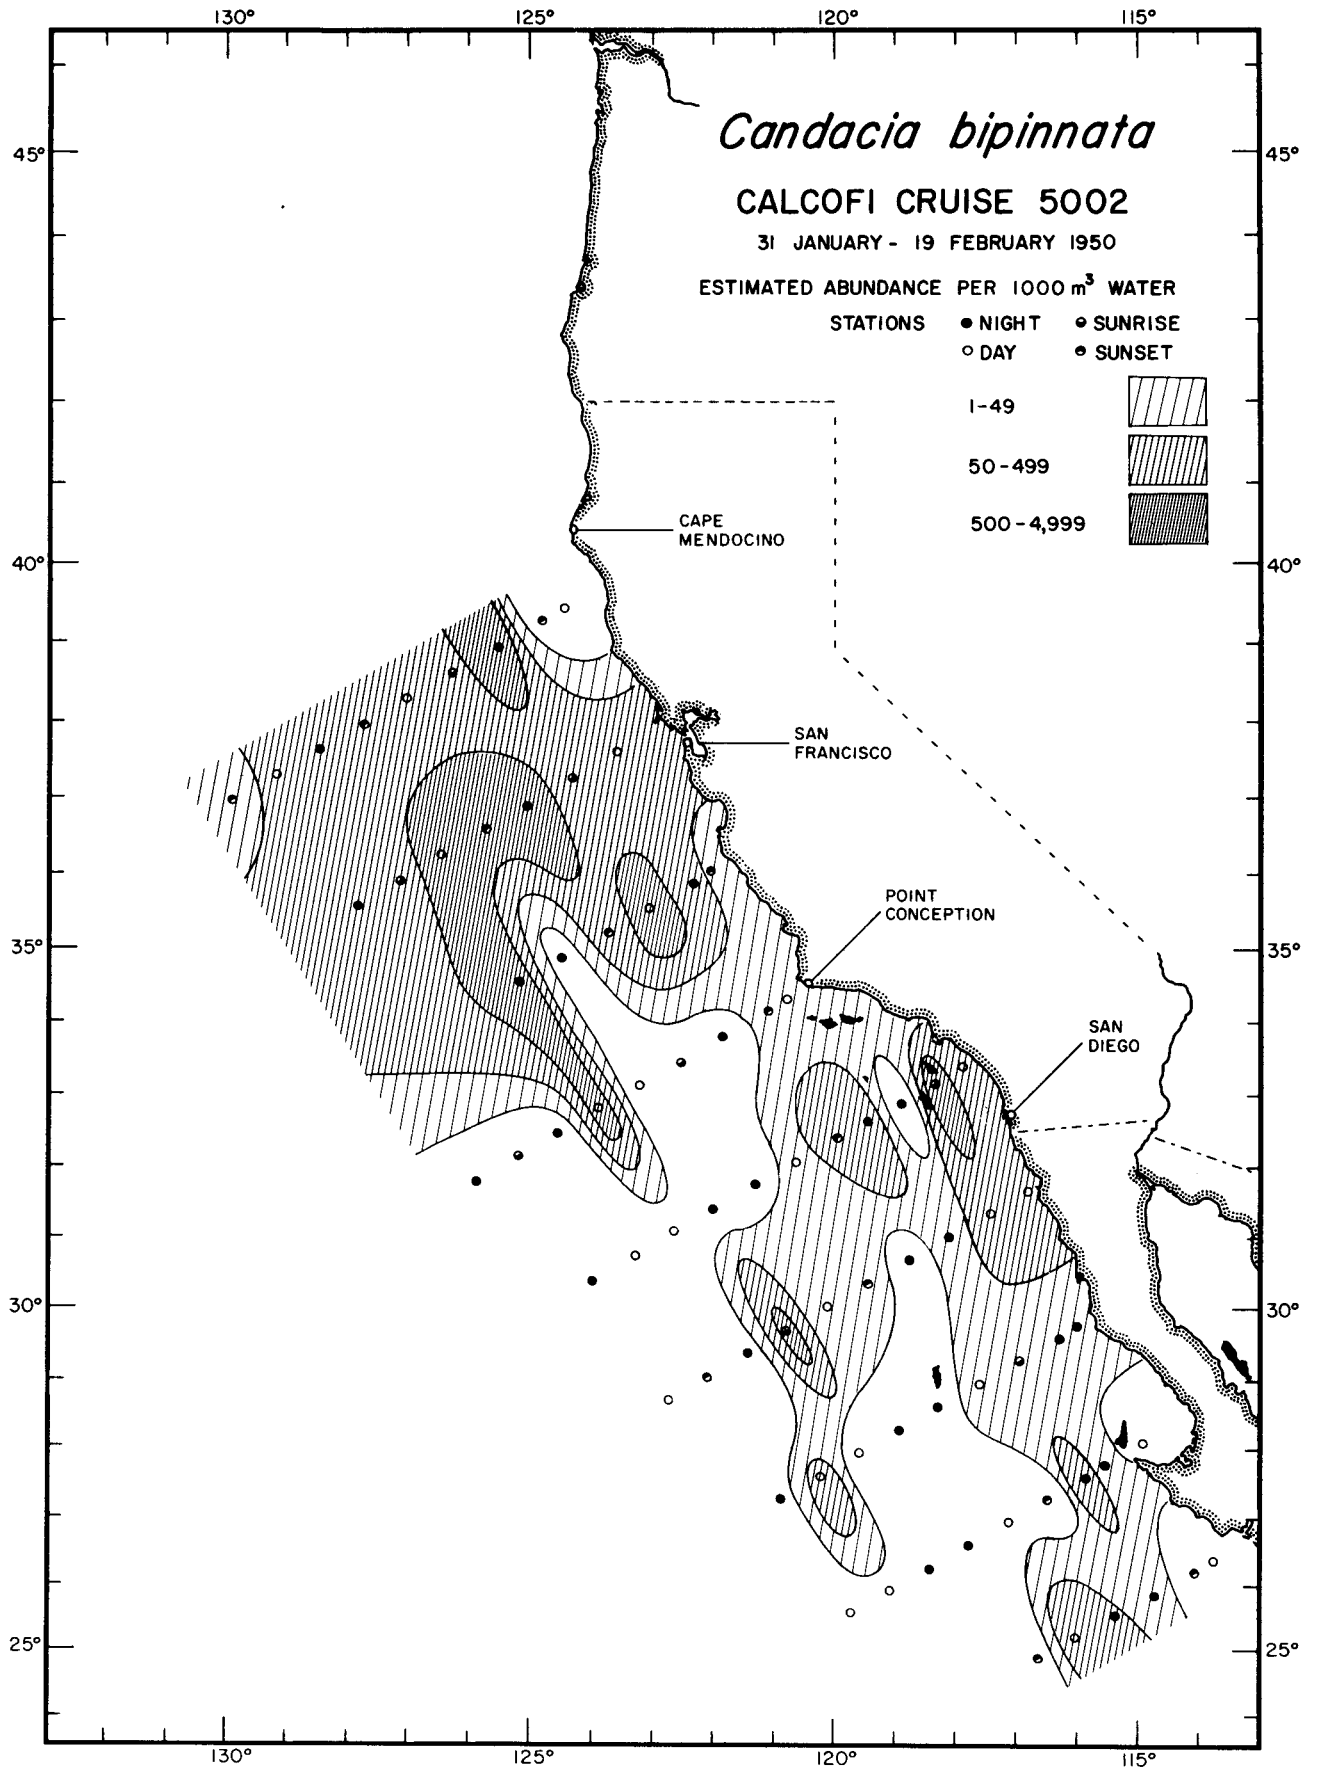 130° 125° 120° 115°
Candacia bipinnata
45° 45°
CALCOFI CRUISE 5002
31 JANUARY - 19 FEBRUARY 1950
ESTIMATED ABUNDANCE PER 1000 m³ WATER
STATIONS ● NIGHT ◒ SUNRISE
○ DAY ◓ SUNSET
1-49
50-499
500-4,999
CAPE
MENDOCINO
40° 40°
SAN
FRANCISCO
POINT
CONCEPTION
35° 35°
SAN
DIEGO
30° 30°
25° 25°
130° 125° 120° 115°